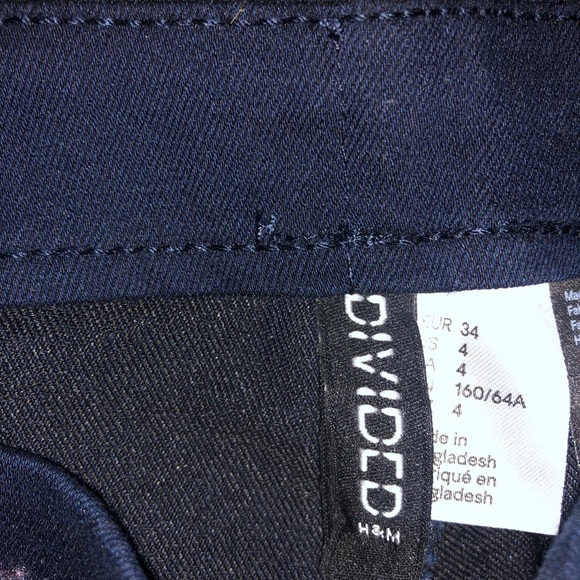 DIVIDED
H&M
EUR 34
S 4
A 4
160/64A
4
de in
gladesh
riqué en
gladesh